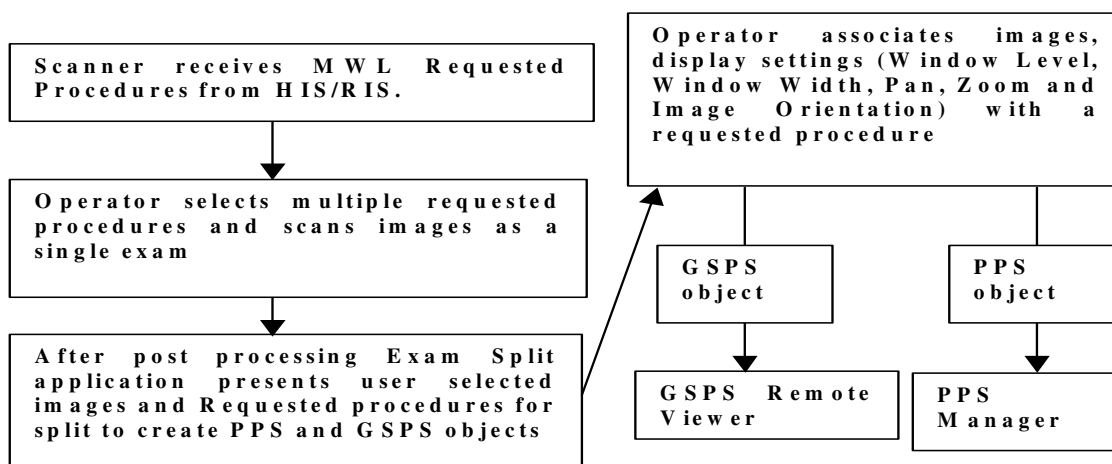 Scanner receives MWL Requested
Procedures from HIS/RIS.
Operator selects multiple requested
procedures and scans images as a
single exam
After post processing Exam Split
application presents user selected
images and Requested procedures for
split to create PPS and GSPS objects
Operator associates images,
display settings (Window Level,
Window Width, Pan, Zoom and
Image Orientation) with a
requested procedure
GSPS
object
PPS
object
GSPS Remote
Viewer
PPS
Manager